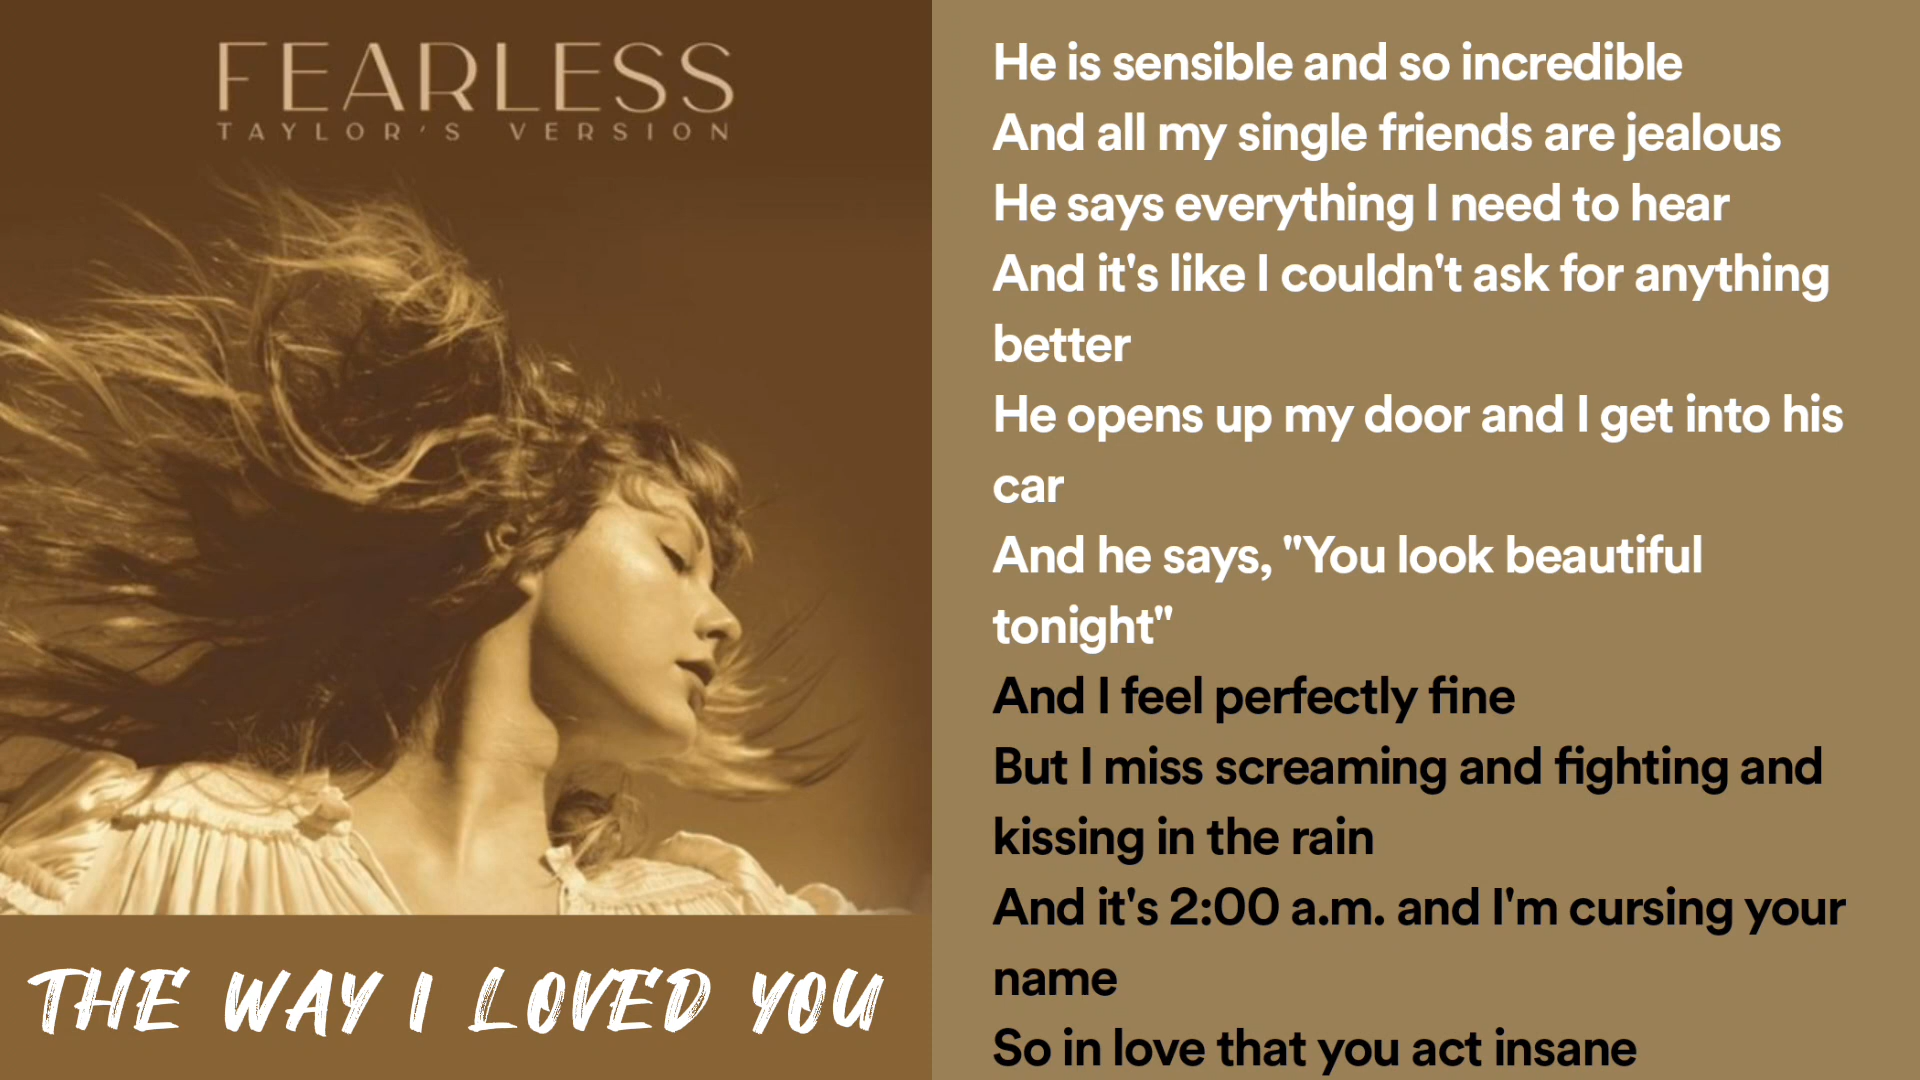 FEARLESS
TAYLOR'S VERSION
THE WAY I LOVED YOU
He is sensible and so incredible
And all my single friends are jealous
He says everything I need to hear
And it's like I couldn't ask for anything
better
He opens up my door and I get into his
car
And he says, "You look beautiful
tonight"
And I feel perfectly fine
But I miss screaming and fighting and
kissing in the rain
And it's 2:00 a.m. and I'm cursing your
name
So in love that you act insane